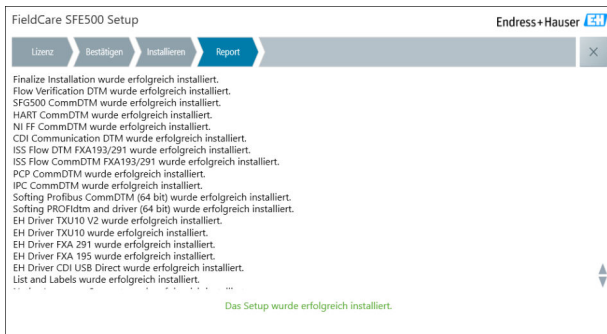 FieldCare SFE500 Setup
Endress+Hauser EH
Lizenz Bestätigen Installieren Report
Finalize Installation wurde erfolgreich installiert.
Flow Verification DTM wurde erfolgreich installiert.
SFG500 CommDTM wurde erfolgreich installiert.
HART CommDTM wurde erfolgreich installiert.
NI FF CommDTM wurde erfolgreich installiert.
CDI Communication DTM wurde erfolgreich installiert.
ISS Flow DTM FXA193/291 wurde erfolgreich installiert.
ISS Flow CommDTM FXA193/291 wurde erfolgreich installiert.
PCP CommDTM wurde erfolgreich installiert.
IPC CommDTM wurde erfolgreich installiert.
Softing Profibus CommDTM (64 bit) wurde erfolgreich installiert.
Softing PROFIdtm and driver (64 bit) wurde erfolgreich installiert.
EH Driver TXU10 V2 wurde erfolgreich installiert.
EH Driver TXU10 wurde erfolgreich installiert.
EH Driver FXA 291 wurde erfolgreich installiert.
EH Driver FXA 195 wurde erfolgreich installiert.
EH Driver CDI USB Direct wurde erfolgreich installiert.
List and Labels wurde erfolgreich installiert.
Das Setup wurde erfolgreich installiert.